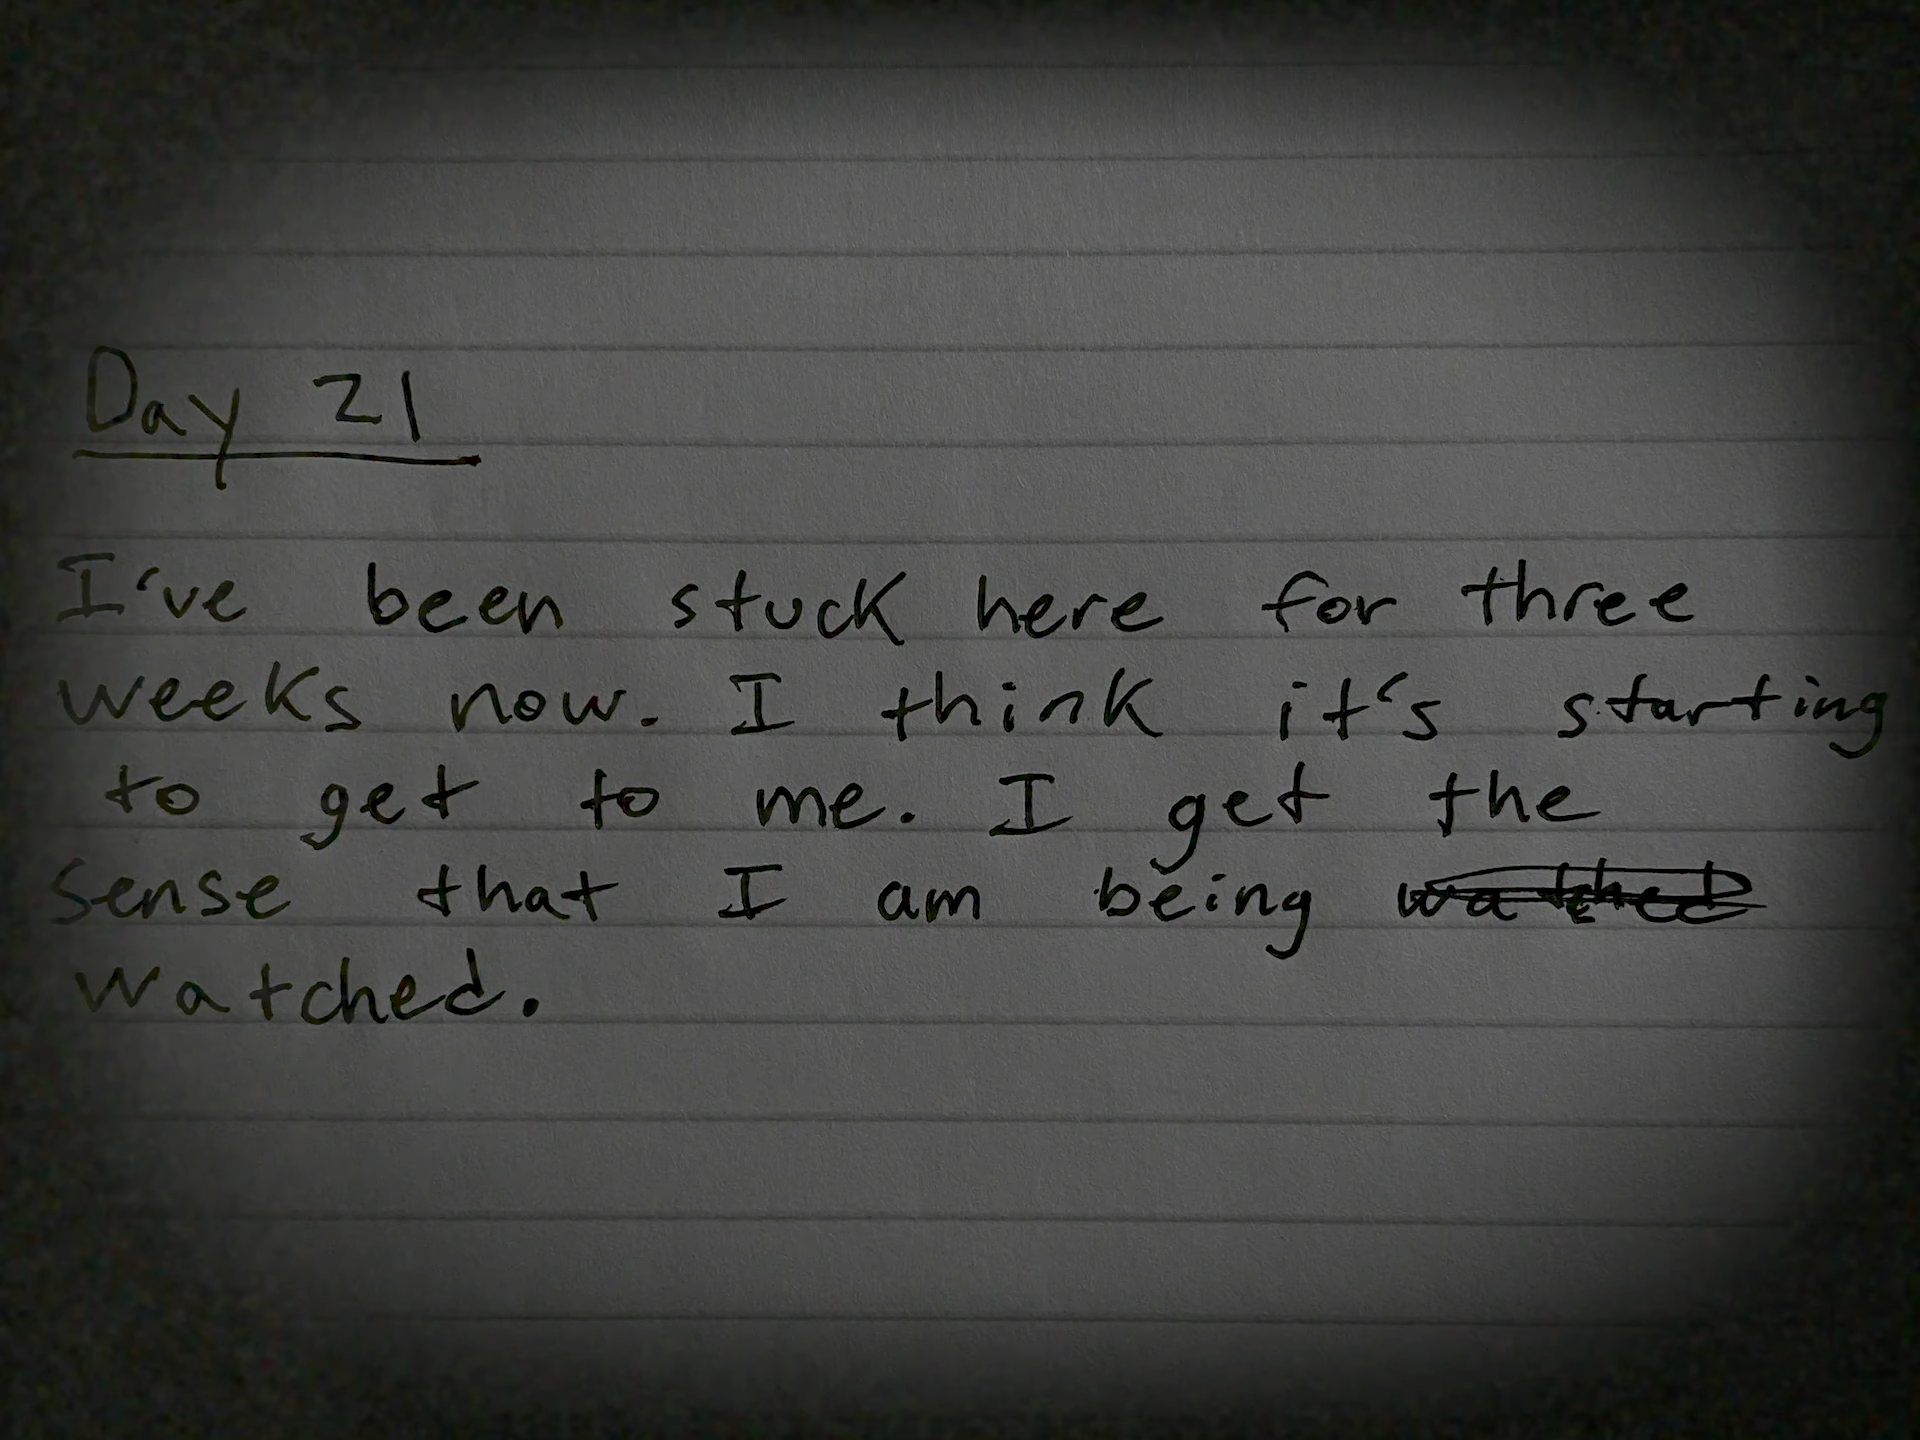 Day 21
I've been stuck here for three
weeks now. I think it's starting
to get to me. I get the
sense that I am being
watched.